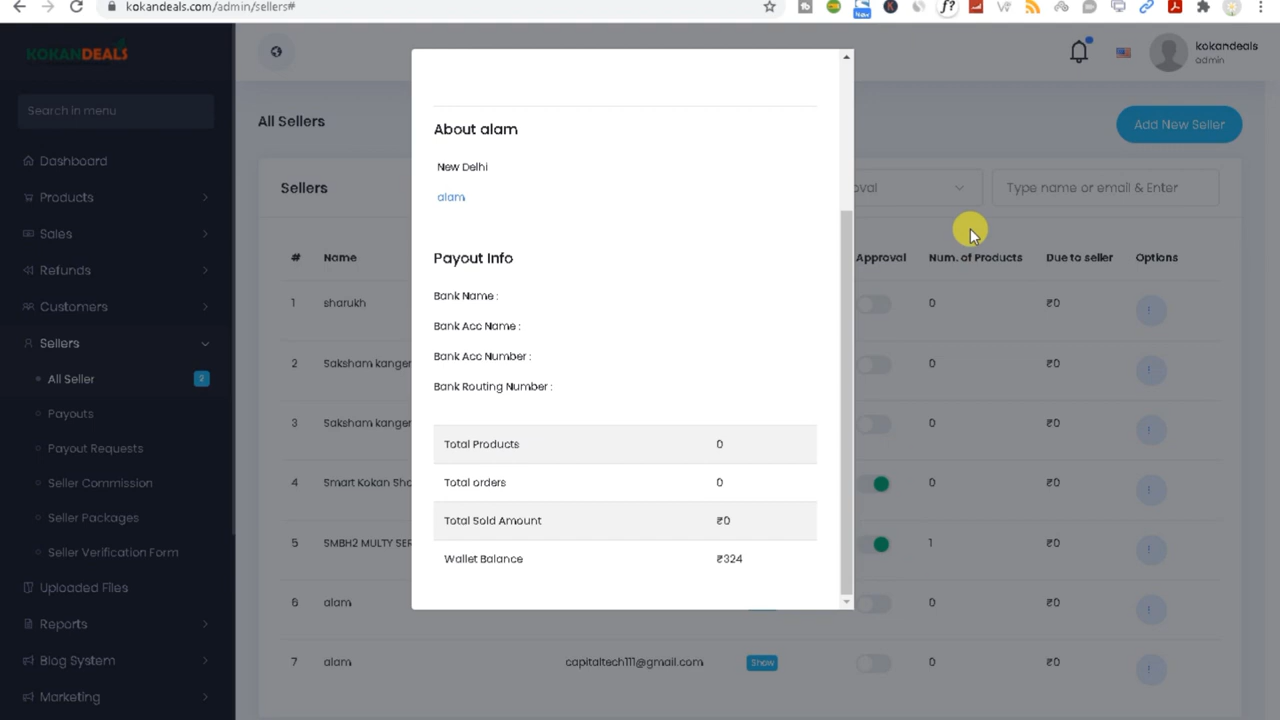 kokandeals.com/admin/sellers#
New
f?
KOKANDEALS
kokandeals
admin
Search in menu
All Sellers
Add New Seller
Dashboard
Products
Sales
Refunds
Customers
Sellers
All Seller
2
Payouts
Payout Requests
Seller Commission
Seller Packages
Seller Verification Form
Uploaded Files
Reports
Blog System
Marketing
About alam
New Delhi
alam
Payout Info
Bank Name :
Bank Acc Name :
Bank Acc Number :
Bank Routing Number :
Total Products 0
Total orders 0
Total Sold Amount ₹0
Wallet Balance ₹324
Sellers
Type name or email & Enter
# Name Approval Num. of Products Due to seller Options
1 sharukh 0 ₹0
2 Saksham kanger 0 ₹0
3 Saksham kanger 0 ₹0
4 Smart Kokan 0 ₹0
5 SMBH2 MULTY 1 ₹0
6 alam 0 ₹0
7 alam capitaltech111@gmail.com Show 0 ₹0